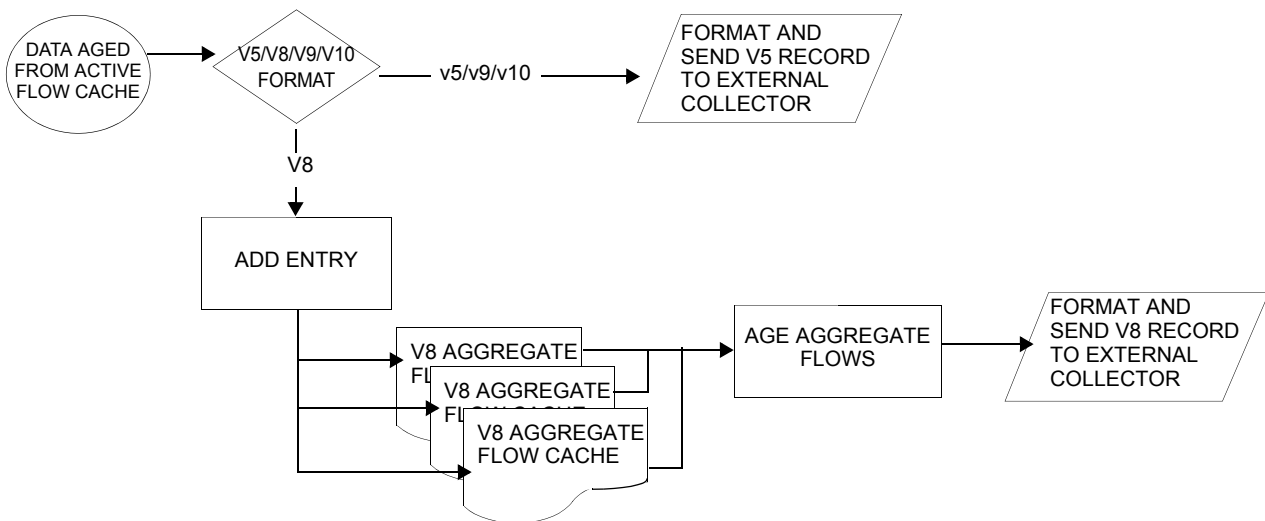 DATA AGED
FROM ACTIVE
FLOW CACHE
V5/V8/V9/V10
FORMAT
v5/v9/v10
FORMAT AND
SEND V5 RECORD
TO EXTERNAL
COLLECTOR
V8
ADD ENTRY
V8 AGGREGATE
V8 AGGREGATE
FLOW CACHE
V8 AGGREGATE
FLOW CACHE
AGE AGGREGATE
FLOWS
FORMAT AND
SEND V8 RECORD
TO EXTERNAL
COLLECTOR